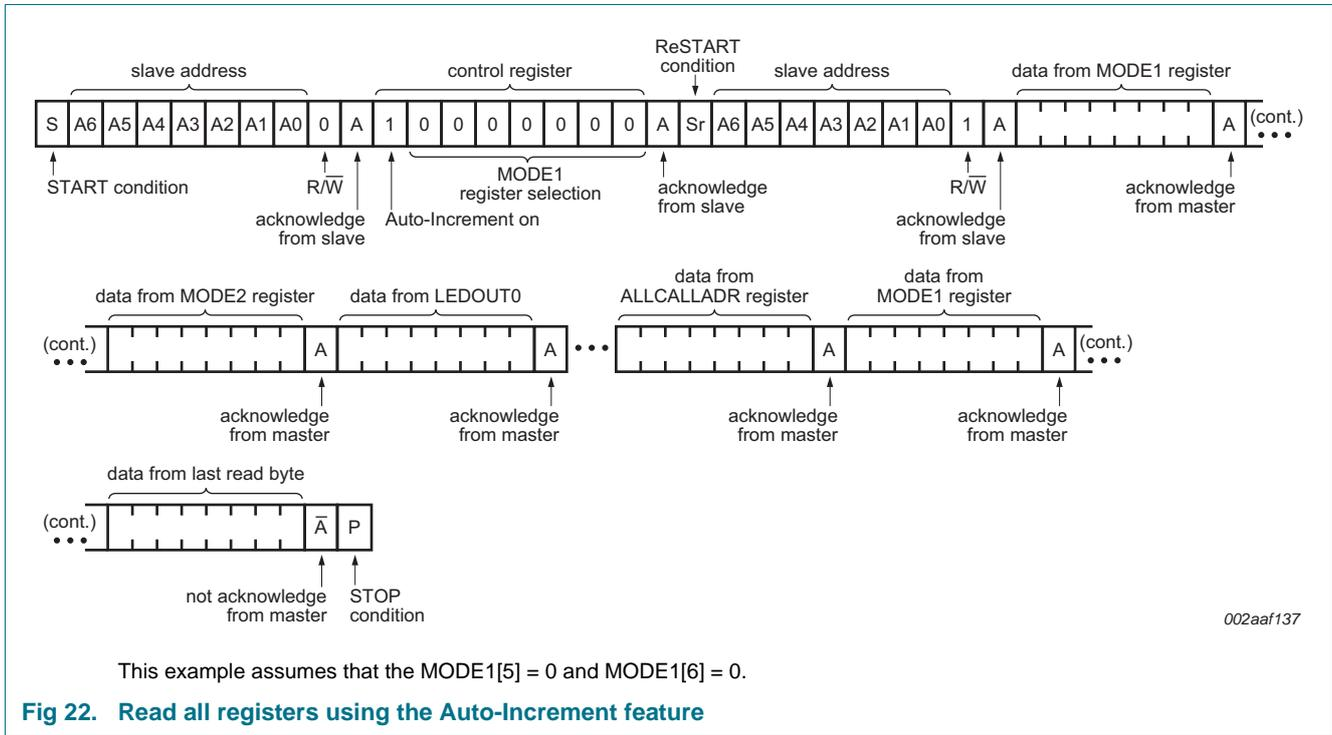 ReSTART
condition
slave address
control register
slave address
data from MODE1 register
S A6 A5 A4 A3 A2 A1 A0 0 A 1 0 0 0 0 0 0 0 A Sr A6 A5 A4 A3 A2 A1 A0 1 A A (cont.)
START condition
R/W̅
acknowledge
from slave
Auto-Increment on
MODE1
register selection
acknowledge
from slave
R/W̅
acknowledge
from slave
acknowledge
from master
data from MODE2 register
data from LEDOUT0
data from
ALLCALLADR register
data from
MODE1 register
(cont.) A A ••• A A (cont.)
acknowledge
from master
acknowledge
from master
acknowledge
from master
acknowledge
from master
data from last read byte
(cont.) A̅ P
not acknowledge
from master
STOP
condition
002aaf137
This example assumes that the MODE1[5] = 0 and MODE1[6] = 0.
Fig 22. Read all registers using the Auto-Increment feature